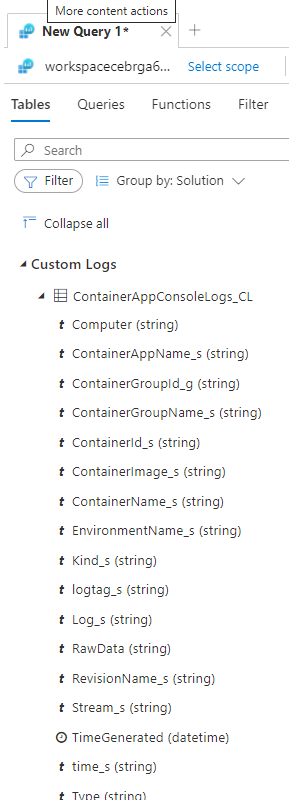 More content actions
New Query 1*
workspacecebrga6... Select scope
Tables Queries Functions Filter
Search
Filter Group by: Solution
Collapse all
Custom Logs
ContainerAppConsoleLogs_CL
t Computer (string)
t ContainerAppName_s (string)
t ContainerGroupId_g (string)
t ContainerGroupName_s (string)
t ContainerId_s (string)
t ContainerImage_s (string)
t ContainerName_s (string)
t EnvironmentName_s (string)
t Kind_s (string)
t logtag_s (string)
t Log_s (string)
t RawData (string)
t RevisionName_s (string)
t Stream_s (string)
TimeGenerated (datetime)
t time_s (string)
t Type (string)